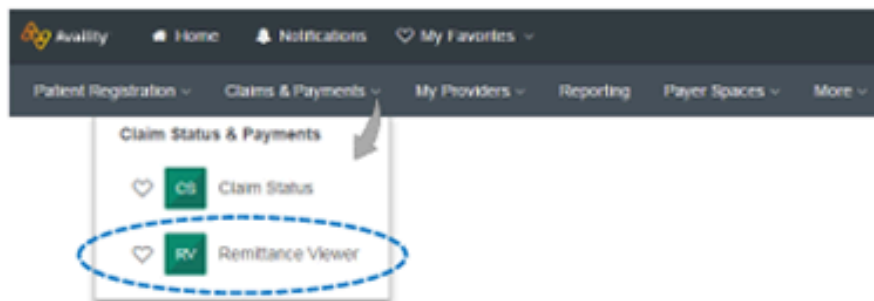 Availity Home Notifications My Favorites
Patient Registration Claims & Payments My Providers Reporting Payer Spaces More
Claim Status & Payments
CS Claim Status
RV Remittance Viewer